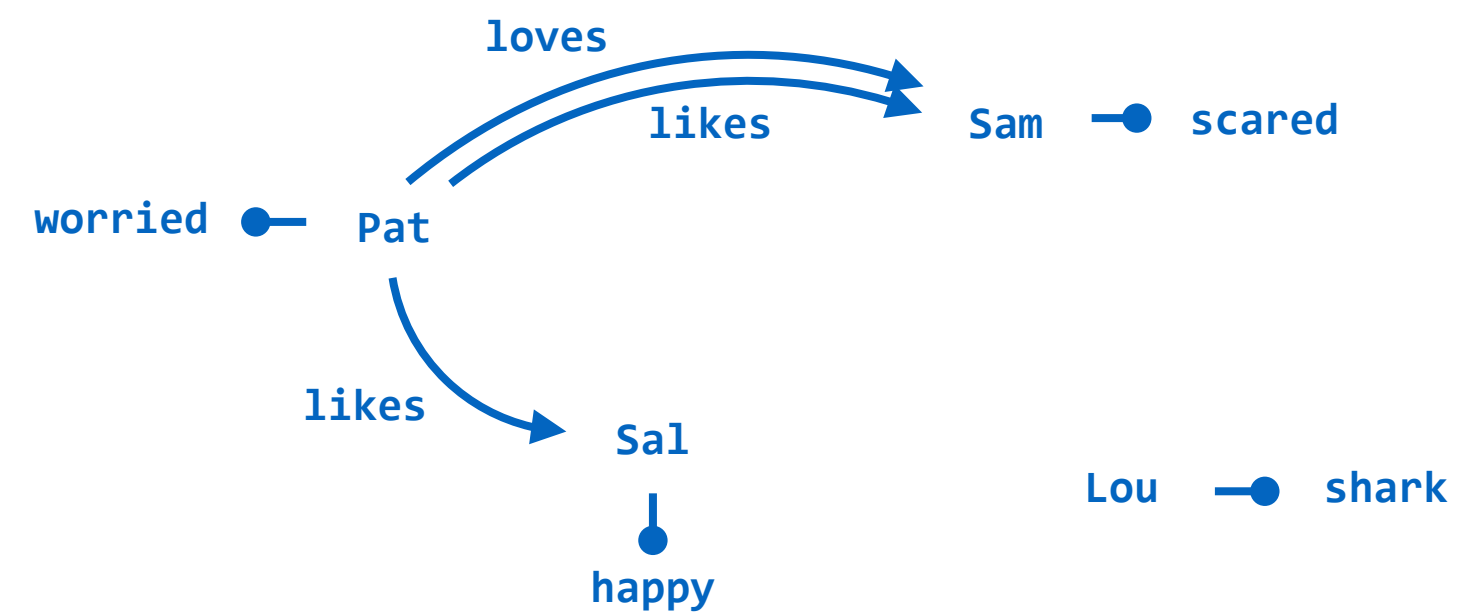 loves
likes
Sam
scared
worried
Pat
likes
Sal
Lou
shark
happy